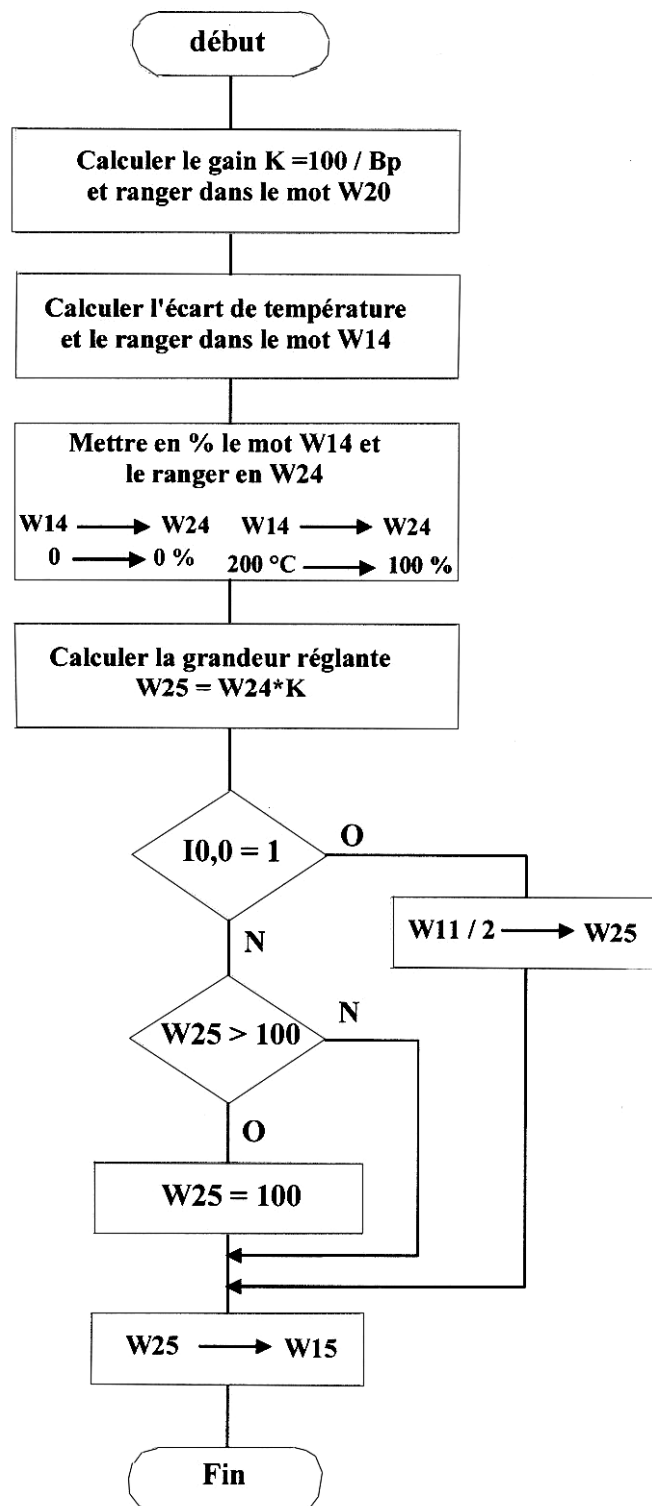 début
Calculer le gain K =100 / Bp
et ranger dans le mot W20
Calculer l'écart de température
et le ranger dans le mot W14
Mettre en % le mot W14 et
le ranger en W24
W14 W24 W14 W24
0 0 % 200 °C 100 %
Calculer la grandeur réglante
W25 = W24*K
I0,0 = 1
O
W11 / 2 W25
N
W25 > 100
N
O
W25 = 100
W25 W15
Fin